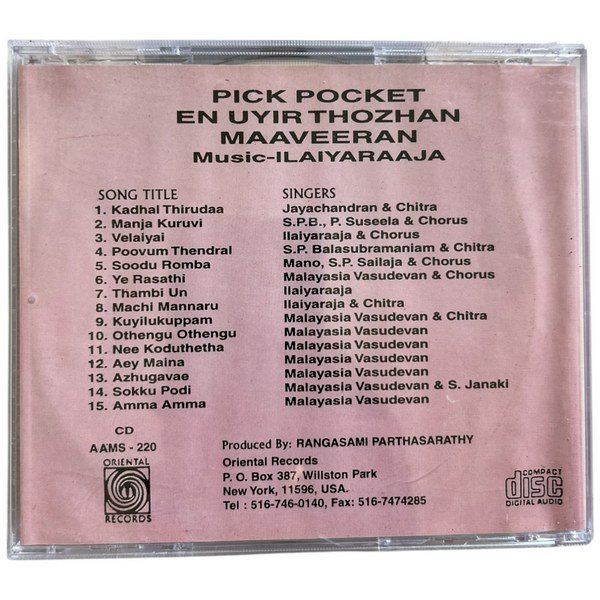 PICK POCKET
EN UYIR THOZHAN
MAAVEERAN
Music-ILAIYARAAJA
SONG TITLE SINGERS
1. Kadhal Thirudaa Jayachandran & Chitra
2. Manja Kuruvi S.P.B., P. Suseela & Chorus
3. Velaiyai Ilaiyaraaja & Chorus
4. Poovum Thendral S.P. Balasubramaniam & Chitra
5. Soodu Romba Mano, S.P. Sailaja & Chorus
6. Ye Rasathi Malayasia Vasudevan & Chorus
7. Thambi Un Ilaiyaraaja
8. Machi Mannaru Ilaiyaraja & Chitra
9. Kuyilukuppam Malayasia Vasudevan & Chitra
10. Othengu Othengu Malayasia Vasudevan
11. Nee Koduthetha Malayasia Vasudevan
12. Aey Maina Malayasia Vasudevan
13. Azhugavae Malayasia Vasudevan
14. Sokku Podi Malayasia Vasudevan & S. Janaki
15. Amma Amma Malayasia Vasudevan
CD
AAMS - 220
ORIENTAL
RECORDS
Produced By: RANGASAMI PARTHASARATHY
Oriental Records
P. O. Box 387, Willston Park
New York, 11596, USA.
Tel : 516-746-0140, Fax: 516-7474285
COMPACT
disc
DIGITAL AUDIO